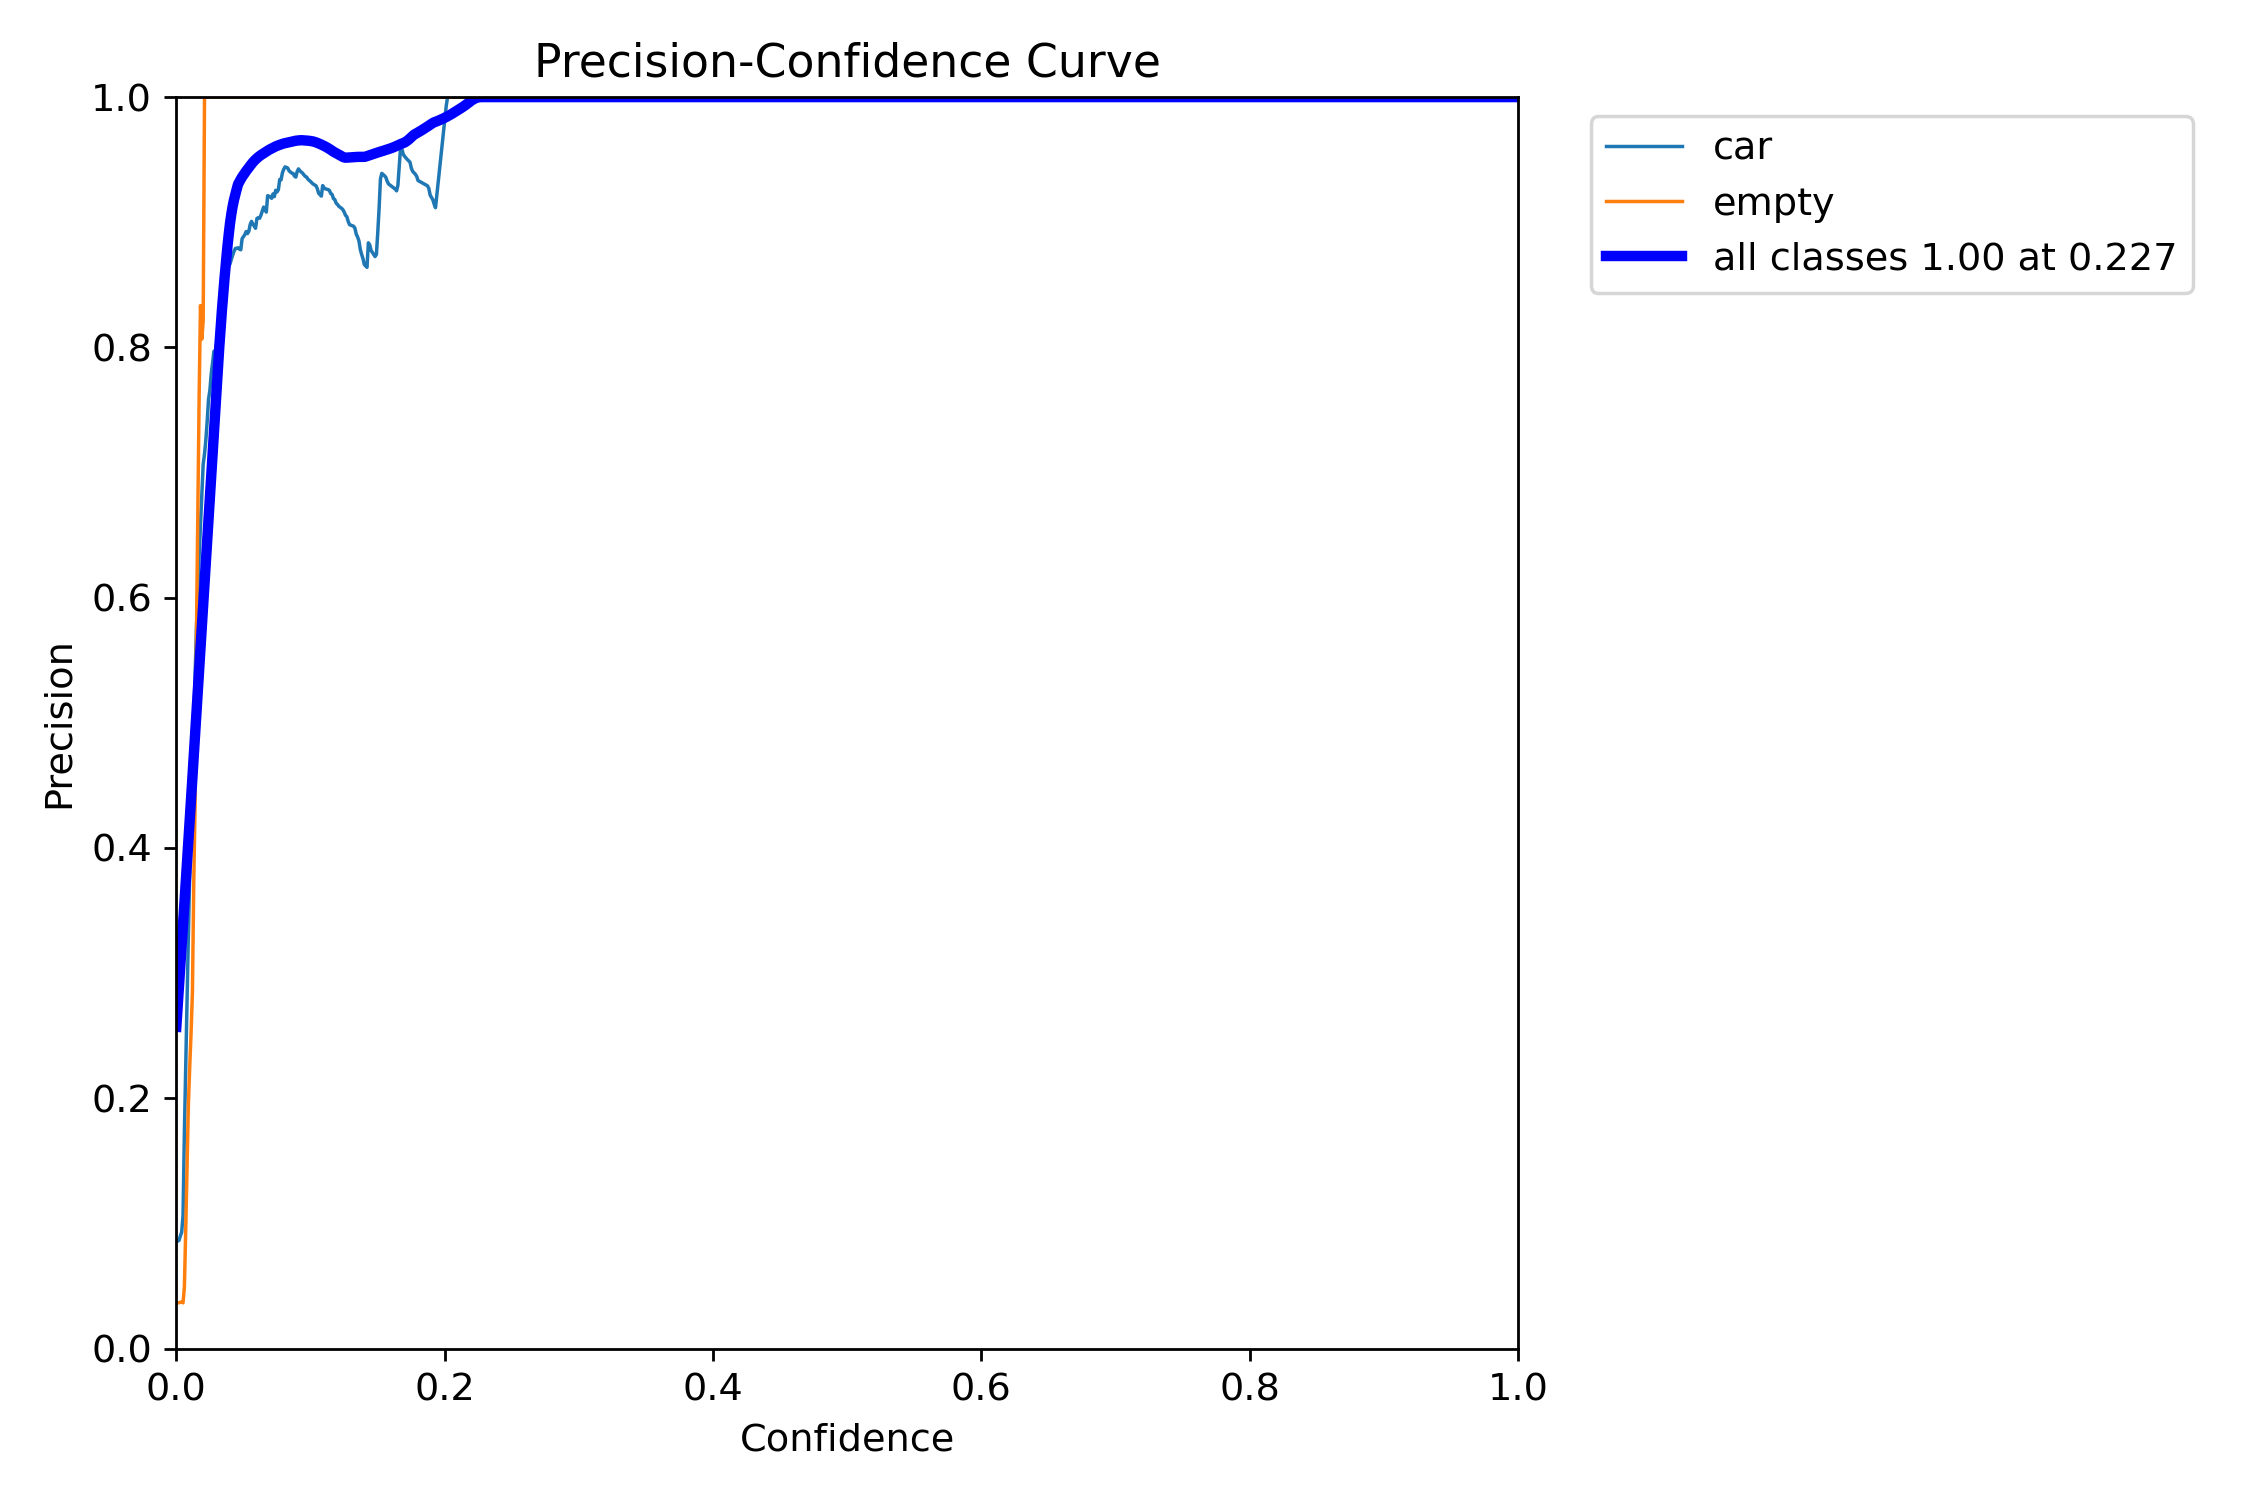 Precision-Confidence Curve
1.0
0.8
0.6
0.4
0.2
0.0
Precision
0.0 0.2 0.4 0.6 0.8 1.0
Confidence
car
empty
all classes 1.00 at 0.227